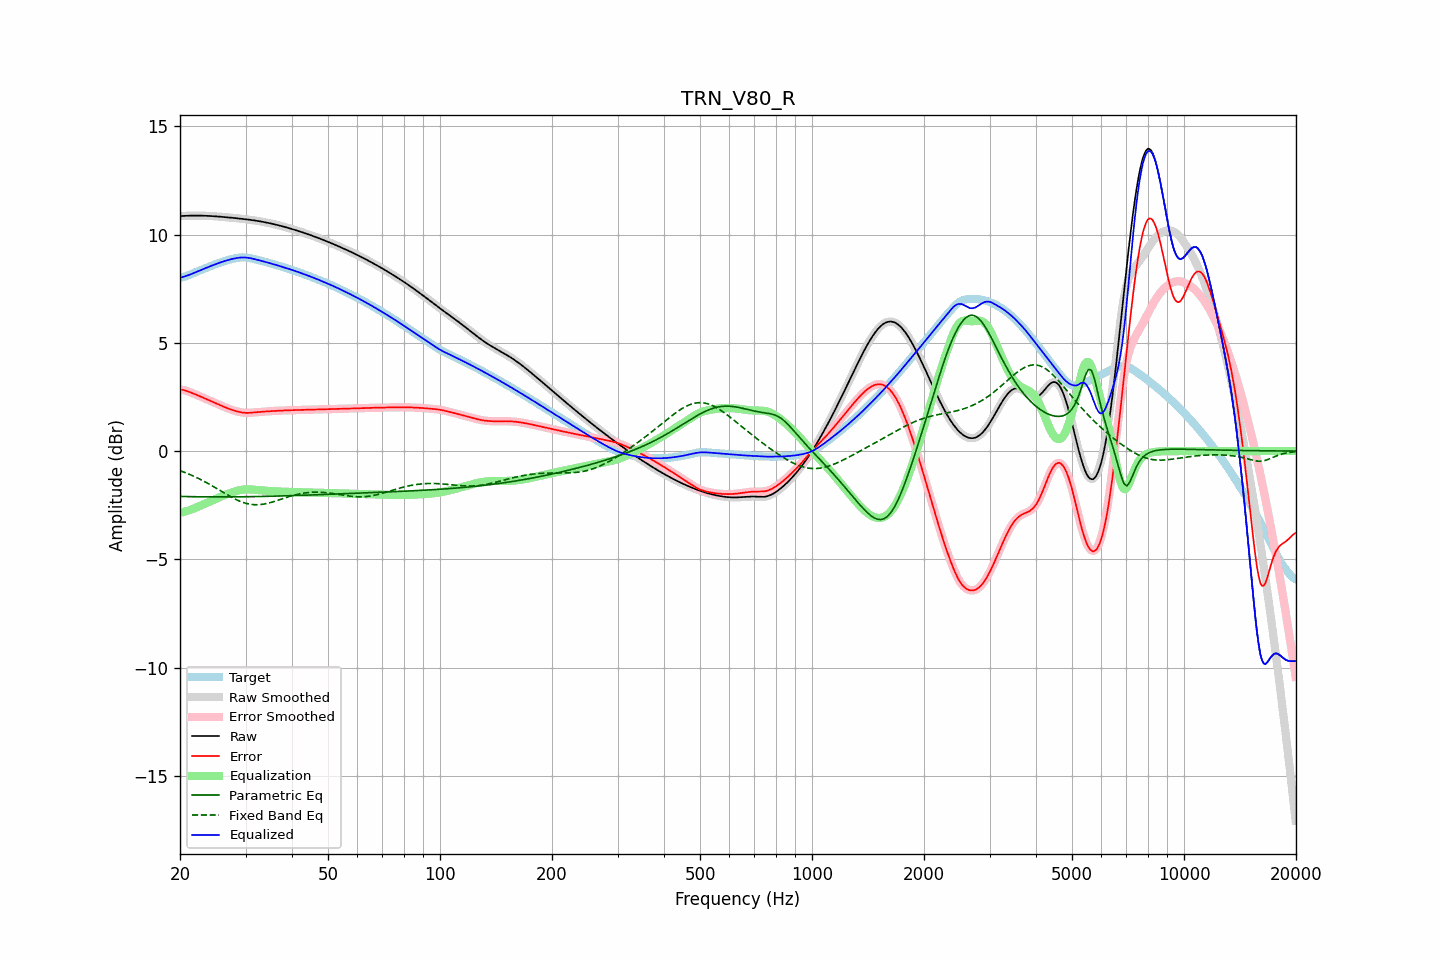 TRN_V80_R
15
10
5
0
−5
−10
−15
Amplitude (dBr)
Target
Raw Smoothed
Error Smoothed
Raw
Error
Equalization
Parametric Eq
Fixed Band Eq
Equalized
20 50 100 200 500 1000 2000 5000 10000 20000
Frequency (Hz)